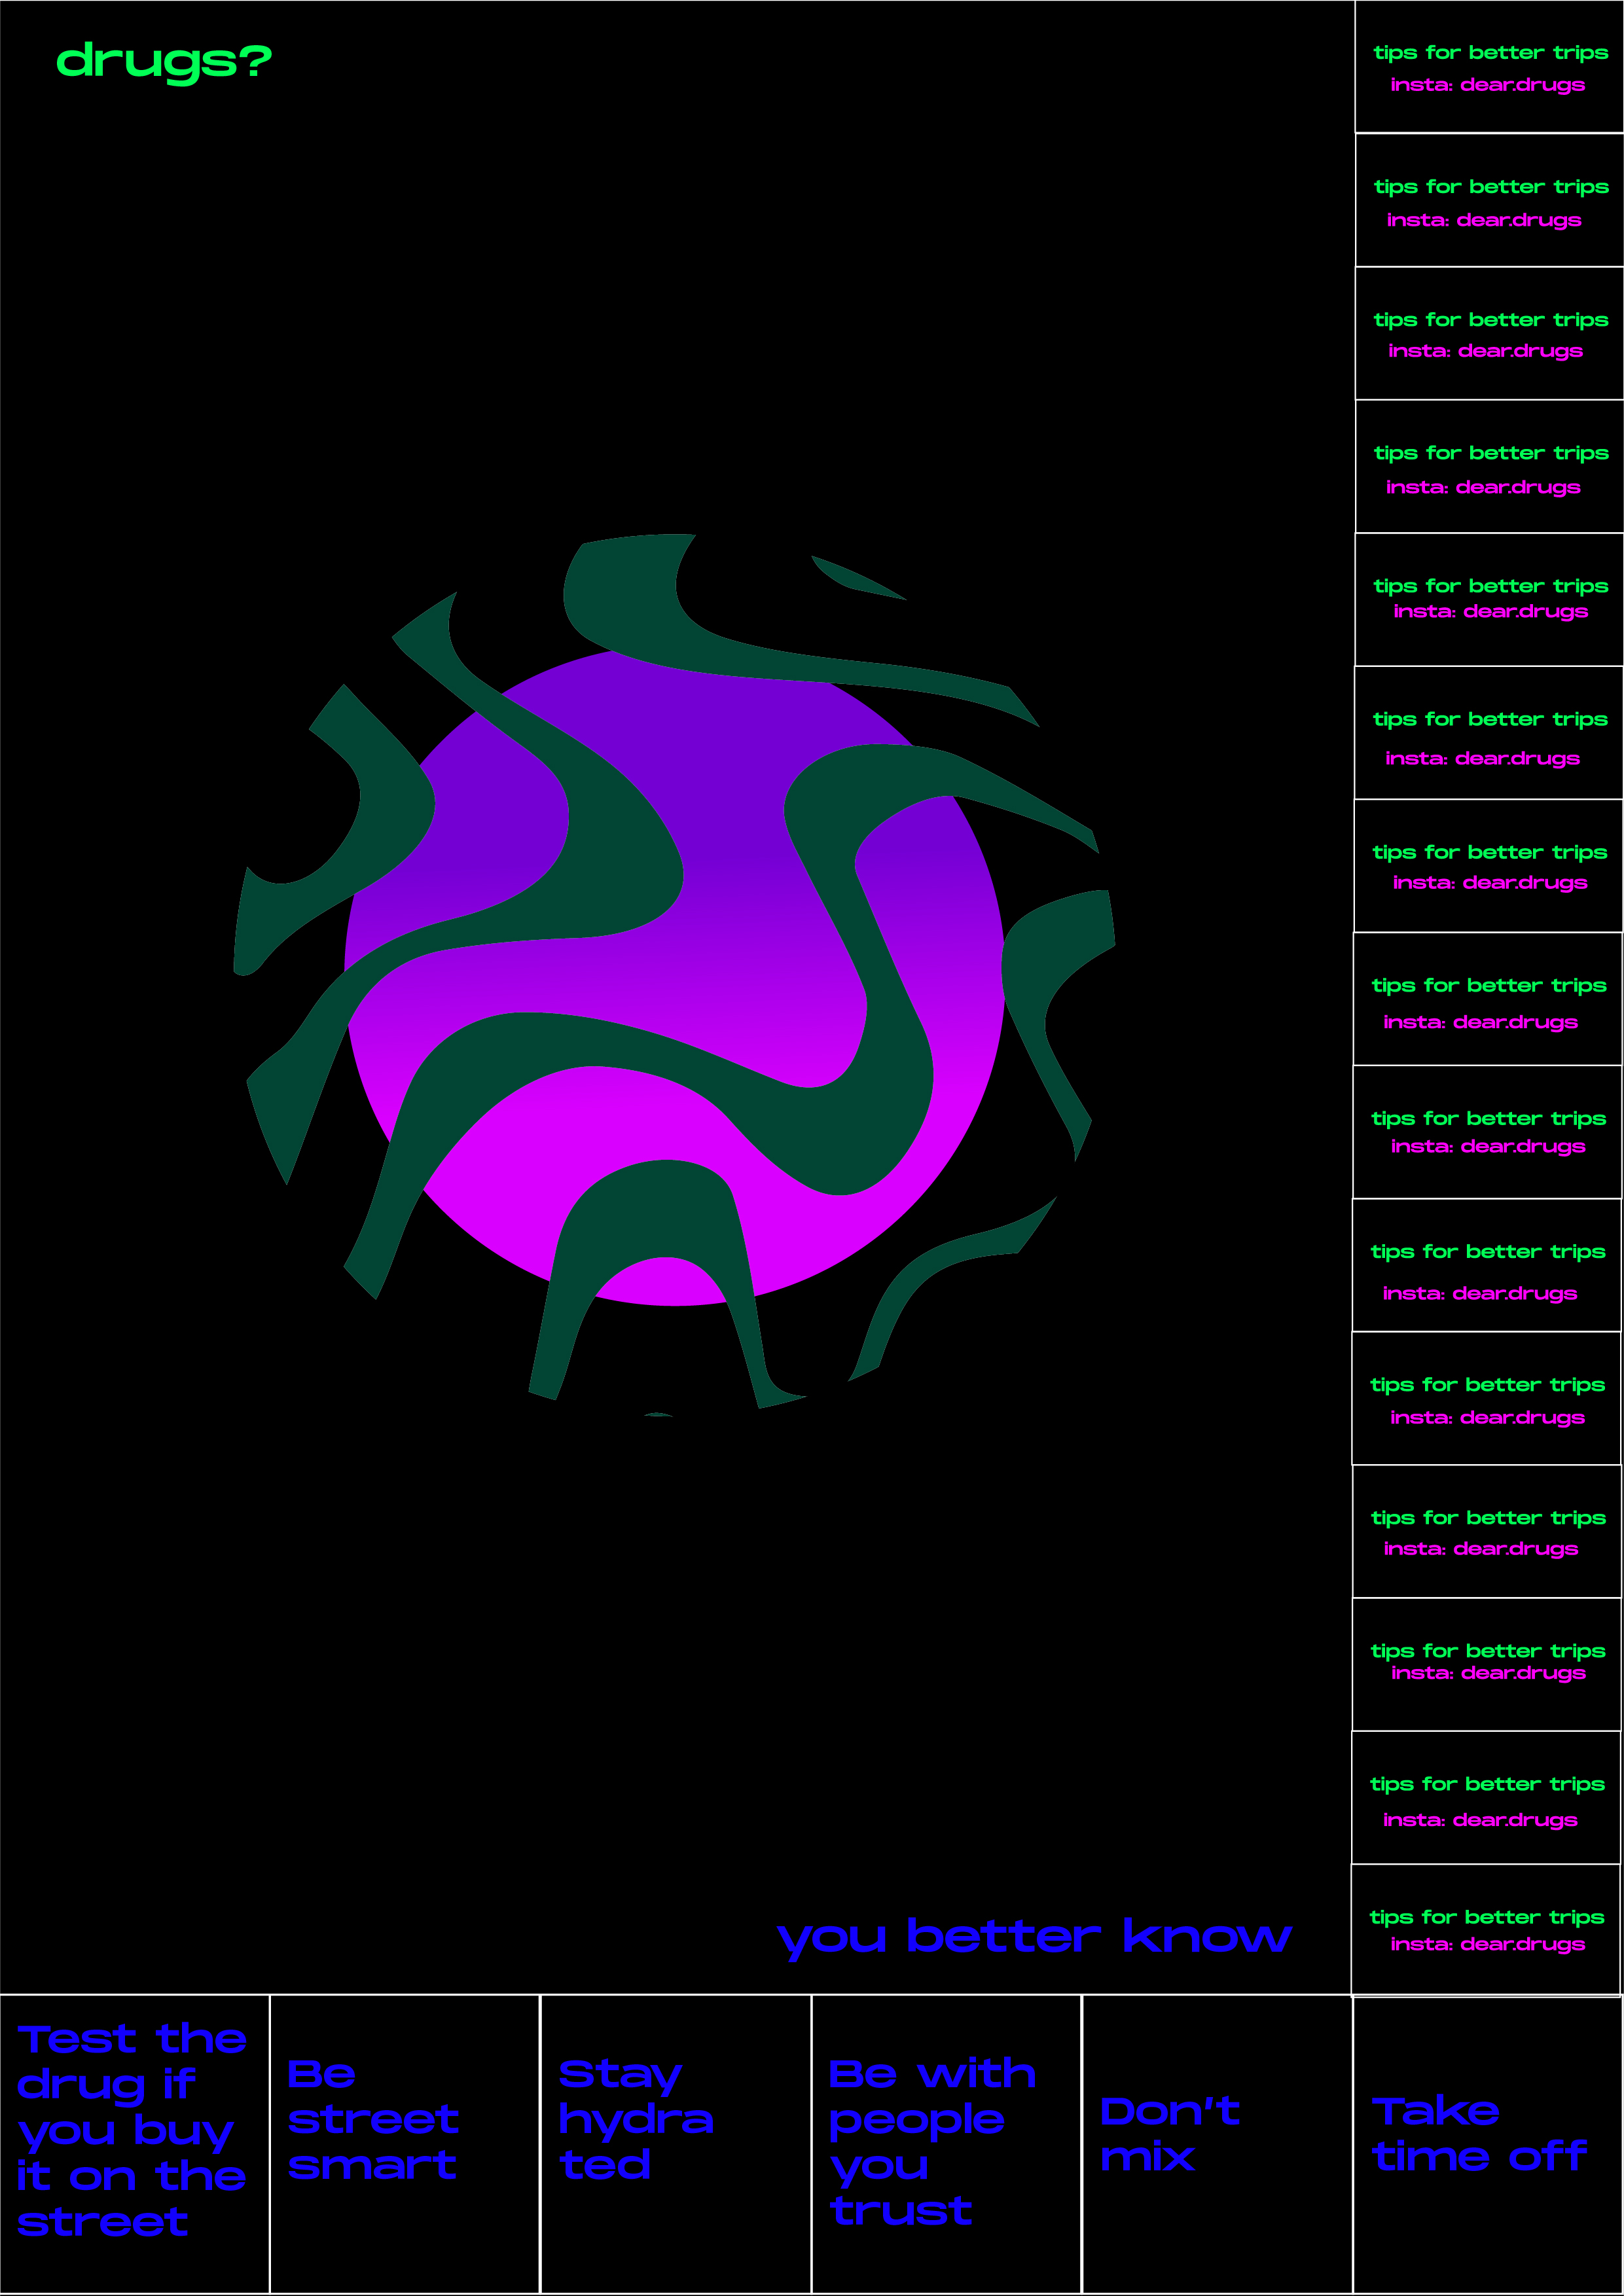 drugs?
tips for better trips
insta: dear.drugs
tips for better trips
insta: dear.drugs
tips for better trips
insta: dear.drugs
tips for better trips
insta: dear.drugs
tips for better trips
insta: dear.drugs
tips for better trips
insta: dear.drugs
tips for better trips
insta: dear.drugs
tips for better trips
insta: dear.drugs
tips for better trips
insta: dear.drugs
tips for better trips
insta: dear.drugs
tips for better trips
insta: dear.drugs
tips for better trips
insta: dear.drugs
tips for better trips
insta: dear.drugs
tips for better trips
insta: dear.drugs
tips for better trips
insta: dear.drugs
you better know
Test the
drug if
you buy
it on the
street
Be
street
smart
Stay
hydra
ted
Be with
people
you
trust
Don't
mix
Take
time off